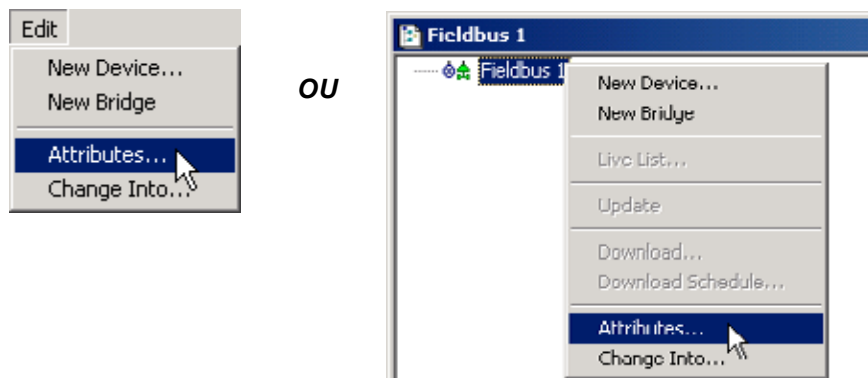 Edit
New Device...
New Bridge
Attributes...
Change Into...
OU
Fieldbus 1
Fieldbus 1
New Device...
New Bridge
Live List...
Update
Download...
Download Schedule...
Attributes...
Change Into...